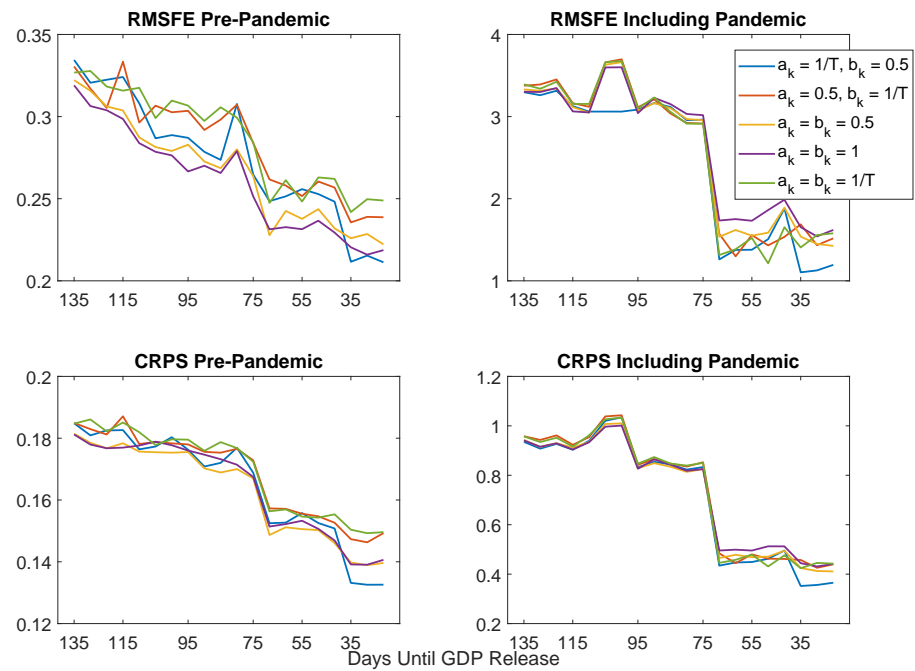 RMSFE Pre-Pandemic
0.35
0.3
0.25
0.2
135 115 95 75 55 35
RMSFE Including Pandemic
4
3
2
1
135 115 95 75 55 35
a_k = 1/T, b_k = 0.5
a_k = 0.5, b_k = 1/T
a_k = b_k = 0.5
a_k = b_k = 1
a_k = b_k = 1/T
CRPS Pre-Pandemic
0.2
0.18
0.16
0.14
0.12
135 115 95 75 55 35
CRPS Including Pandemic
1.2
1
0.8
0.6
0.4
0.2
135 115 95 75 55 35
Days Until GDP Release